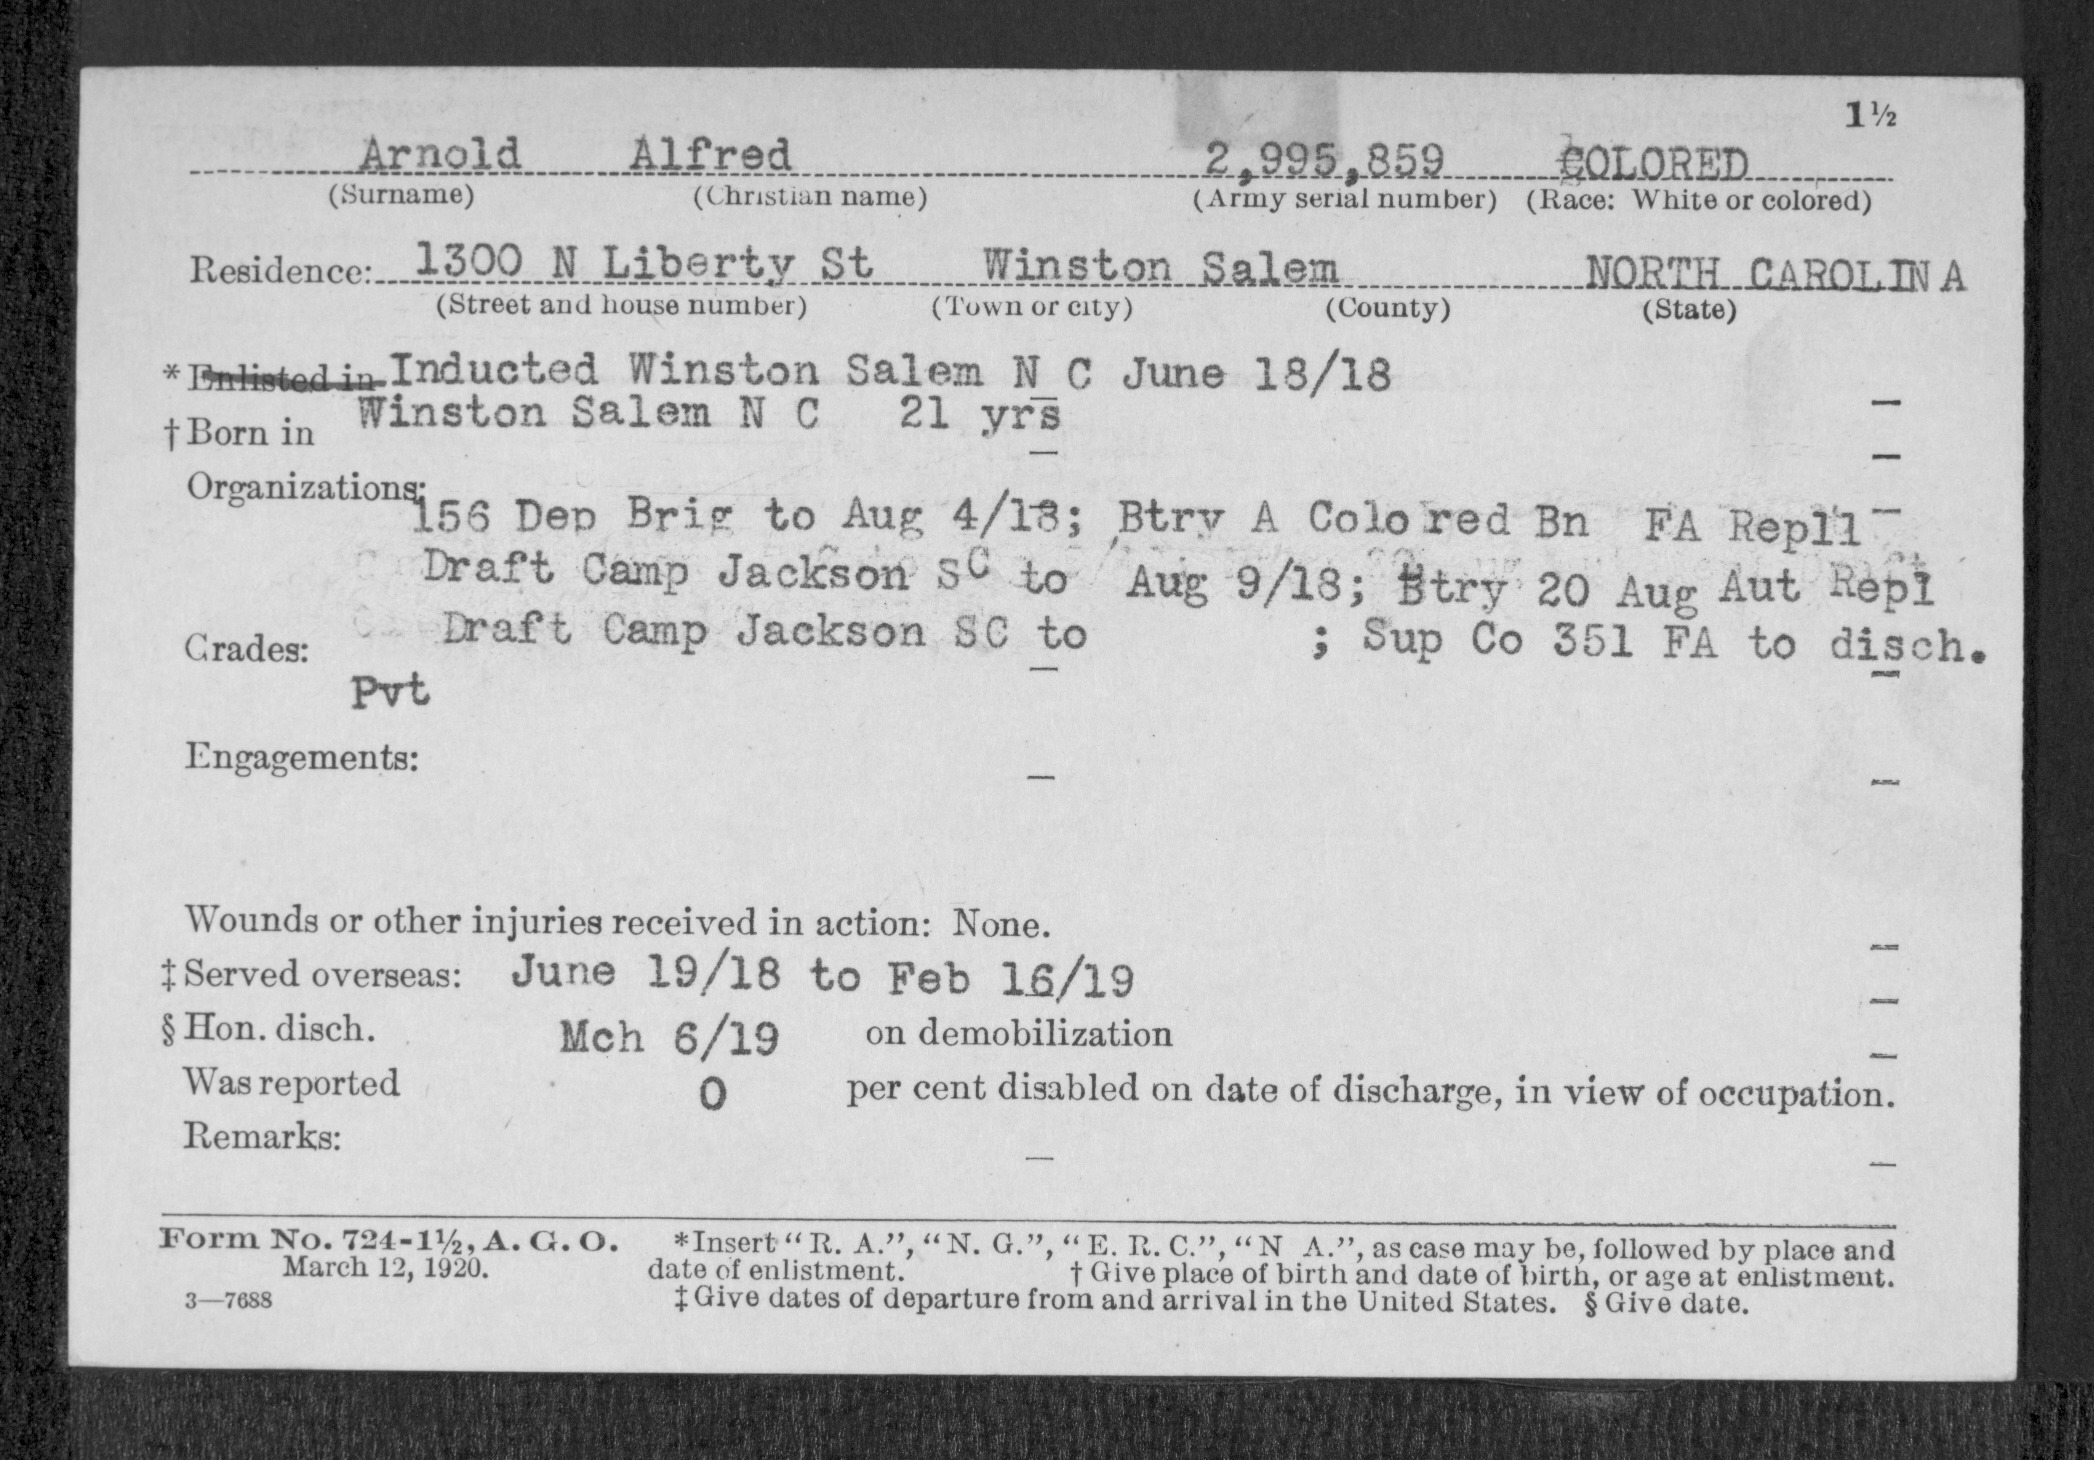 1½
Arnold Alfred 2,995,859 COLORED
(Surname) (Christian name) (Army serial number) (Race: White or colored)
Residence: 1300 N Liberty St Winston Salem NORTH CAROLINA
(Street and house number) (Town or city) (County) (State)
* Enlisted in Inducted Winston Salem N C June 18/18
† Born in Winston Salem N C 21 yrs
Organizations: 156 Dep Brig to Aug 4/18; Btry A Colored Bn FA Repll
Draft Camp Jackson SC to Aug 9/18; Btry 20 Aug Aut Repl
Draft Camp Jackson SC to ; Sup Co 351 FA to disch.
Grades:
Pvt
Engagements:
Wounds or other injuries received in action: None.
‡ Served overseas: June 19/18 to Feb 16/19
§ Hon. disch. Mch 6/19 on demobilization
Was reported 0 per cent disabled on date of discharge, in view of occupation.
Remarks:
Form No. 724-1½, A. G. O. *Insert "R. A.", "N. G.", "E. R. C.", "N A.", as case may be, followed by place and
March 12, 1920. date of enlistment. † Give place of birth and date of birth, or age at enlistment.
3—7688 ‡ Give dates of departure from and arrival in the United States. § Give date.